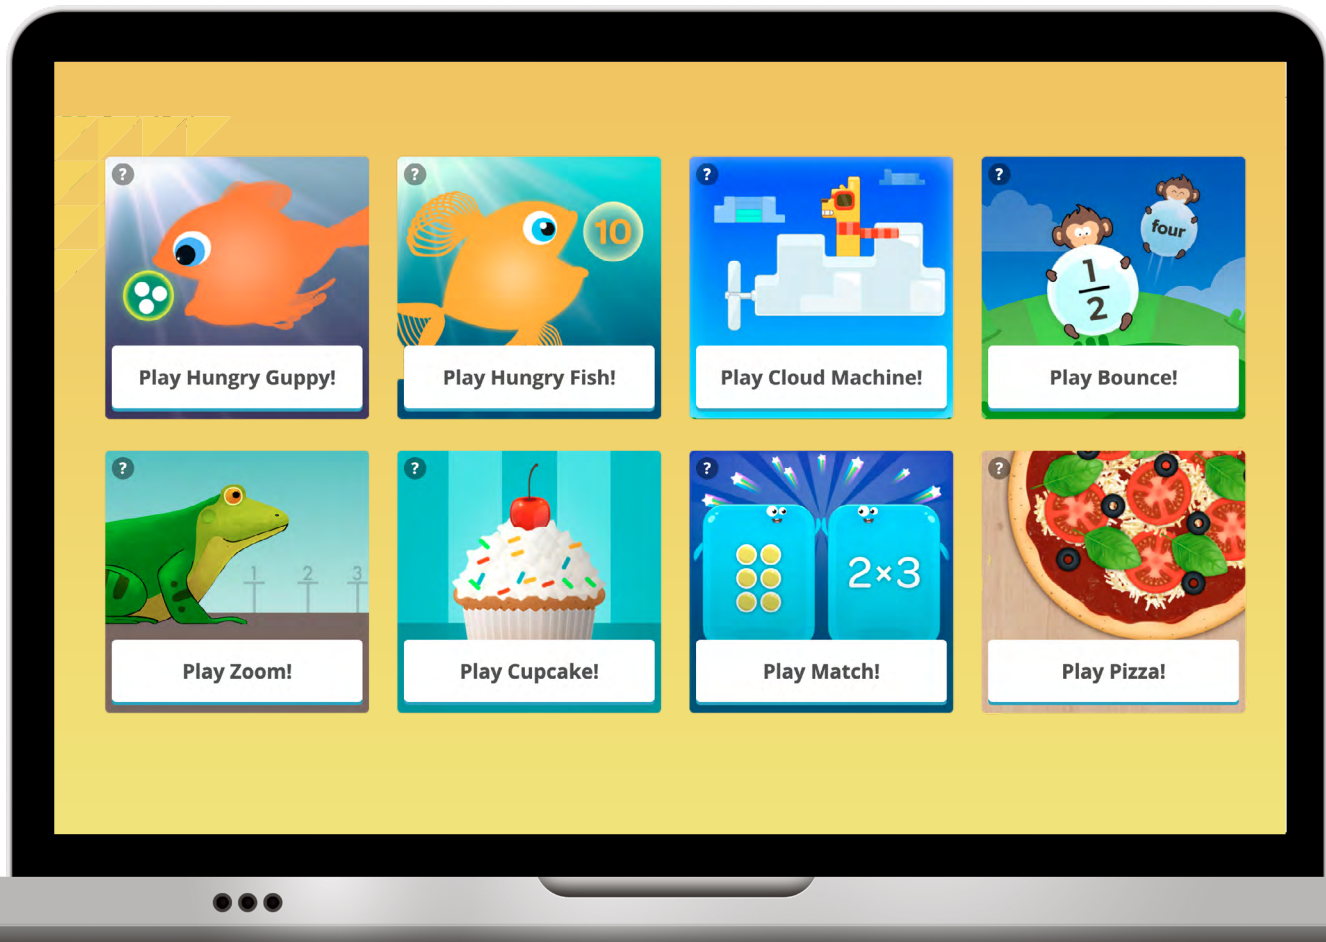 ?
?
?
?
10
four
1
2
Play Hungry Guppy!
Play Hungry Fish!
Play Cloud Machine!
Play Bounce!
?
?
?
?
1 2 3
2×3
Play Zoom!
Play Cupcake!
Play Match!
Play Pizza!